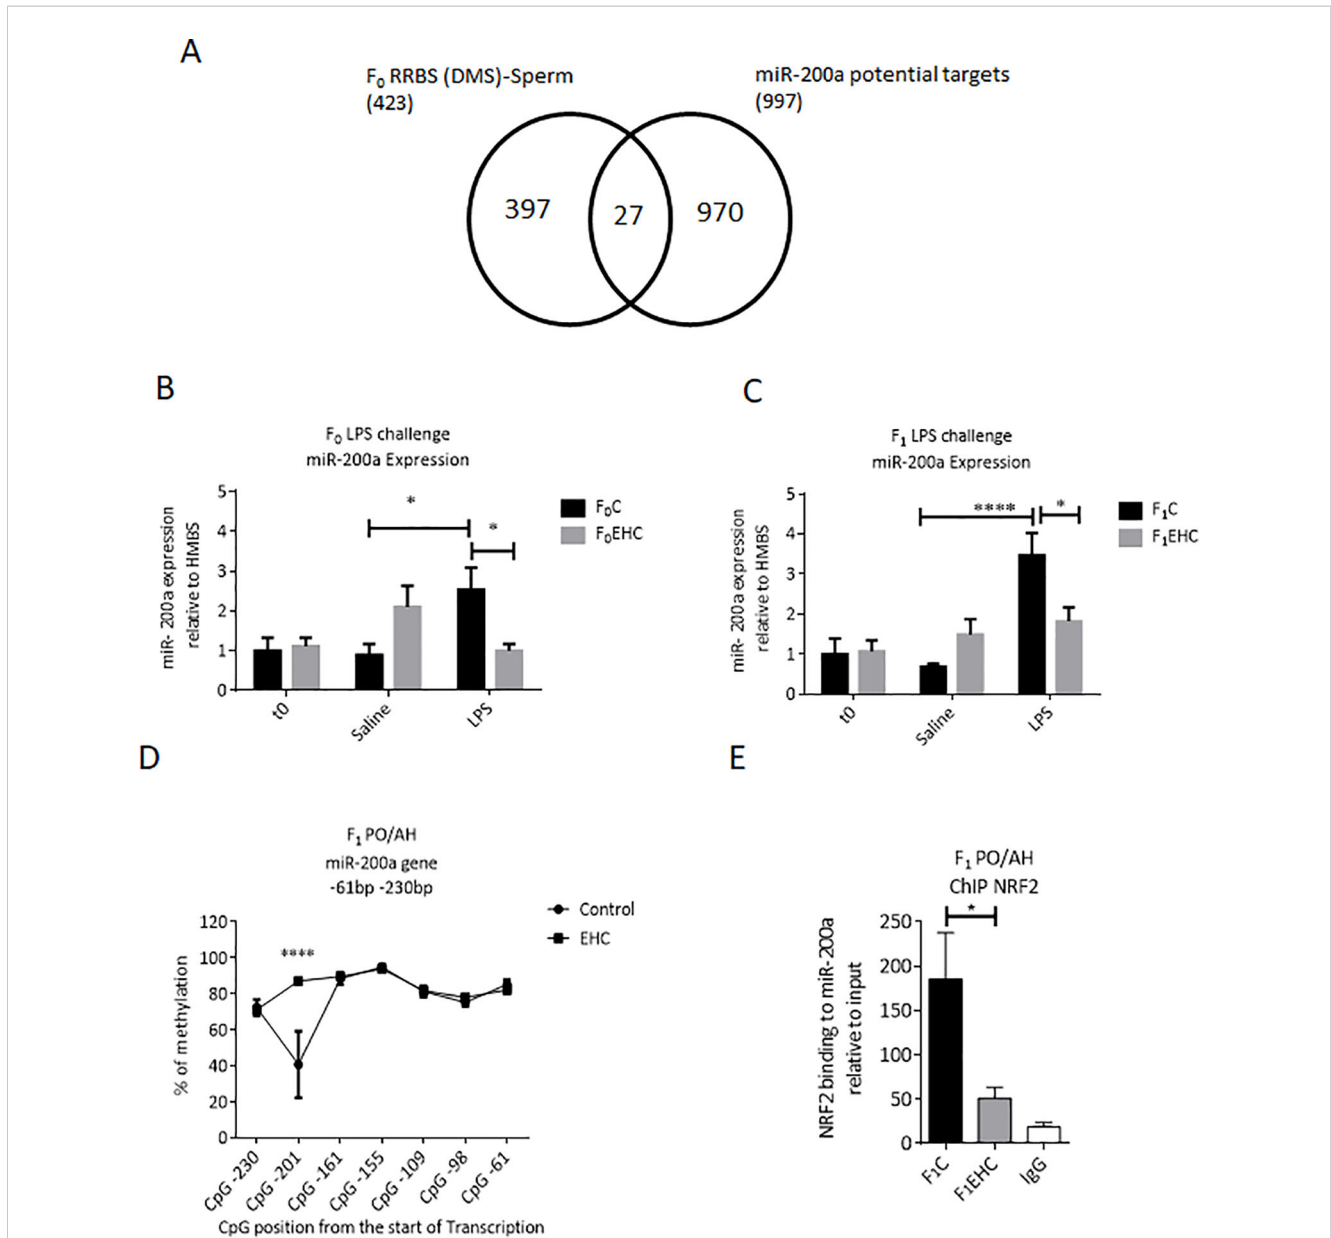 A
F0 RRBS (DMS)-Sperm
(423)
miR-200a potential targets
(997)
397
27
970
B
F0 LPS challenge
miR-200a Expression
miR- 200a expression
relative to HMBS
5
4
3
2
1
0
*
*
t0
Saline
LPS
F0C
F0EHC
C
F1 LPS challenge
miR-200a Expression
miR- 200a expression
relative to HMBS
5
4
3
2
1
0
****
*
t0
Saline
LPS
F1C
F1EHC
D
F1 PO/AH
miR-200a gene
-61bp -230bp
% of methylation
120
100
80
60
40
20
0
****
Control
EHC
CpG -230
CpG -201
CpG -161
CpG -155
CpG -109
CpG -98
CpG -61
CpG position from the start of Transcription
E
F1 PO/AH
ChIP NRF2
NRF2 binding to miR-200a
relative to input
250
200
150
100
50
0
*
F1C
F1EHC
IgG